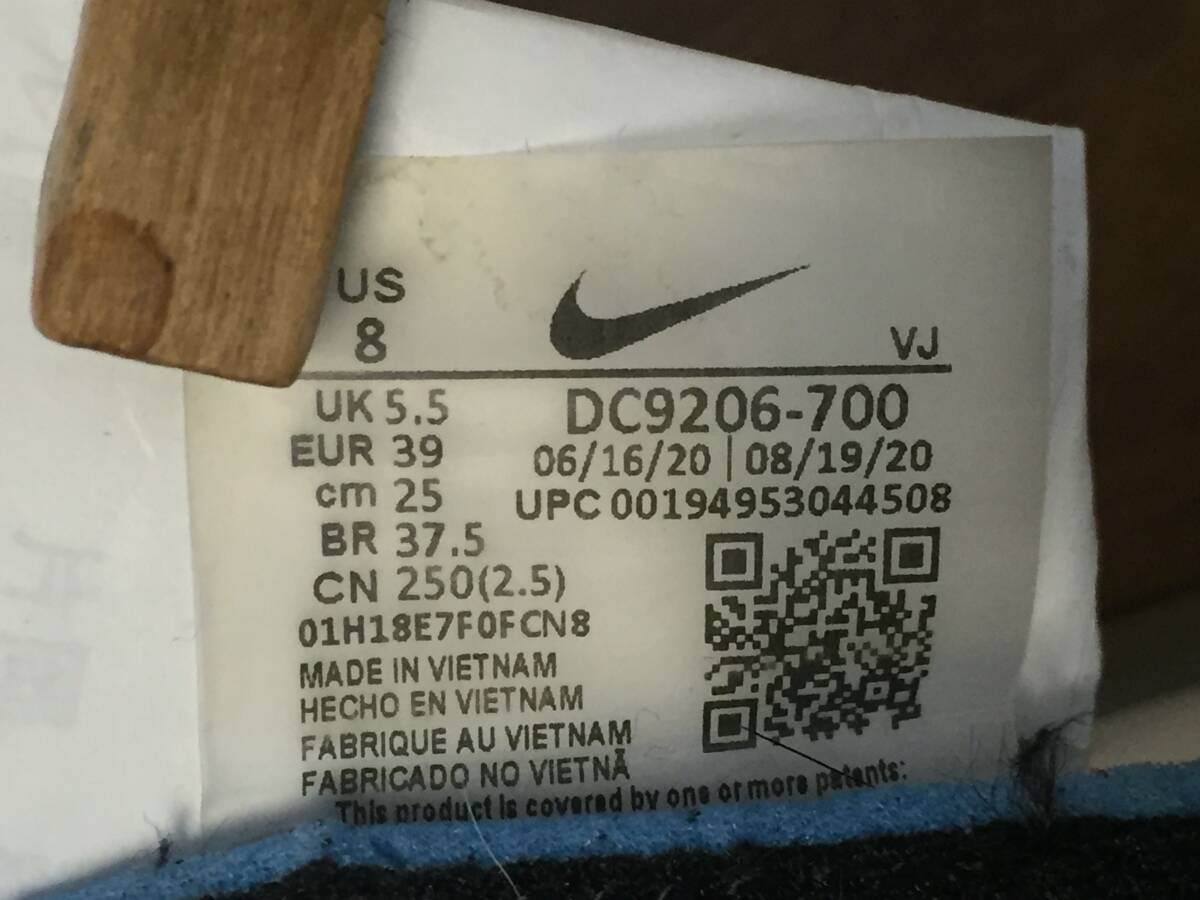 US
8
VJ
UK 5.5
DC9206-700
EUR 39
06/16/20 | 08/19/20
cm 25
UPC 00194953044508
BR 37.5
CN 250(2.5)
01H18E7F0FCN8
MADE IN VIETNAM
HECHO EN VIETNAM
FABRIQUE AU VIETNAM
FABRICADO NO VIETNÃ
This product is covered by one or more patents: